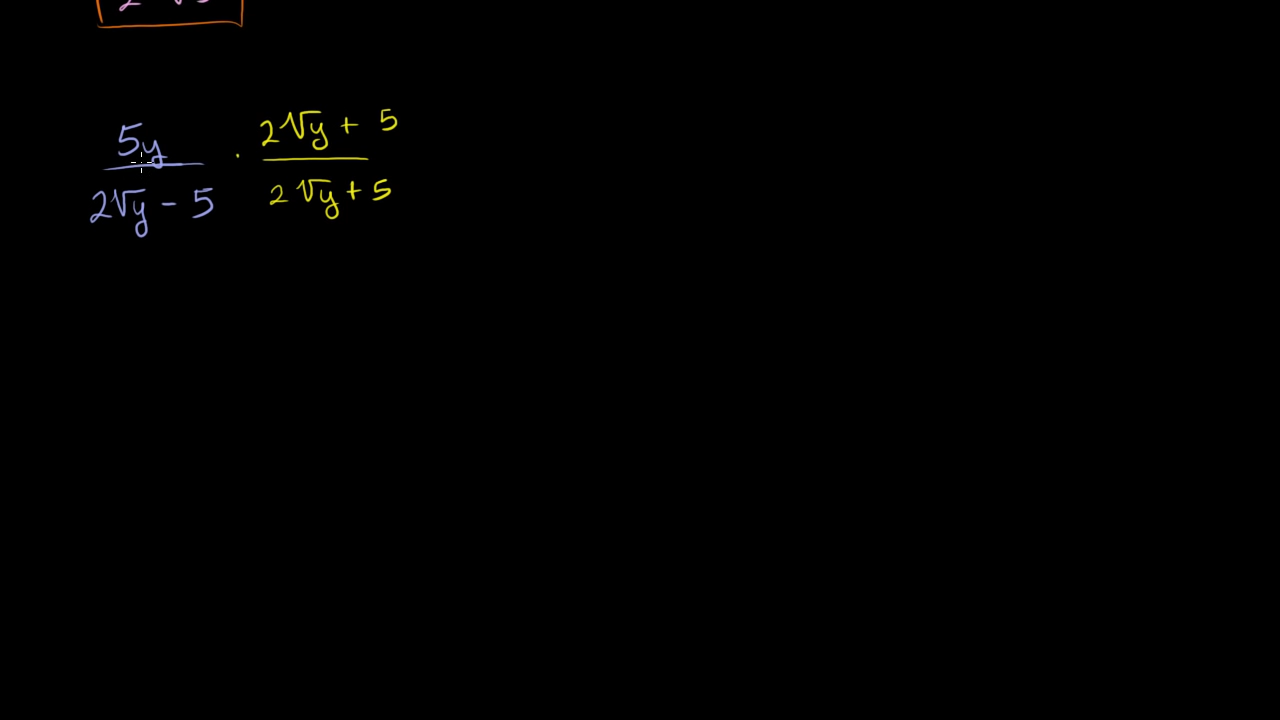 5y / 2√y - 5 · 2√y + 5 / 2√y + 5